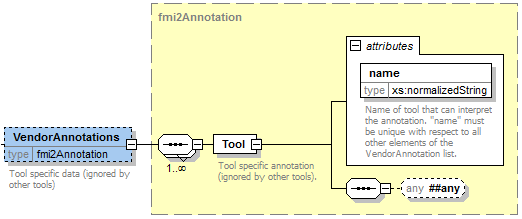 fmi2Annotation
attributes
name
type xs:normalizedString
Name of tool that can interpret
the annotation. "name" must
be unique with respect to all
other elements of the
VendorAnnotation list.
VendorAnnotations
type fmi2Annotation
Tool specific data (ignored by
other tools)
1..∞
Tool
Tool specific annotation
(ignored by other tools).
any ##any